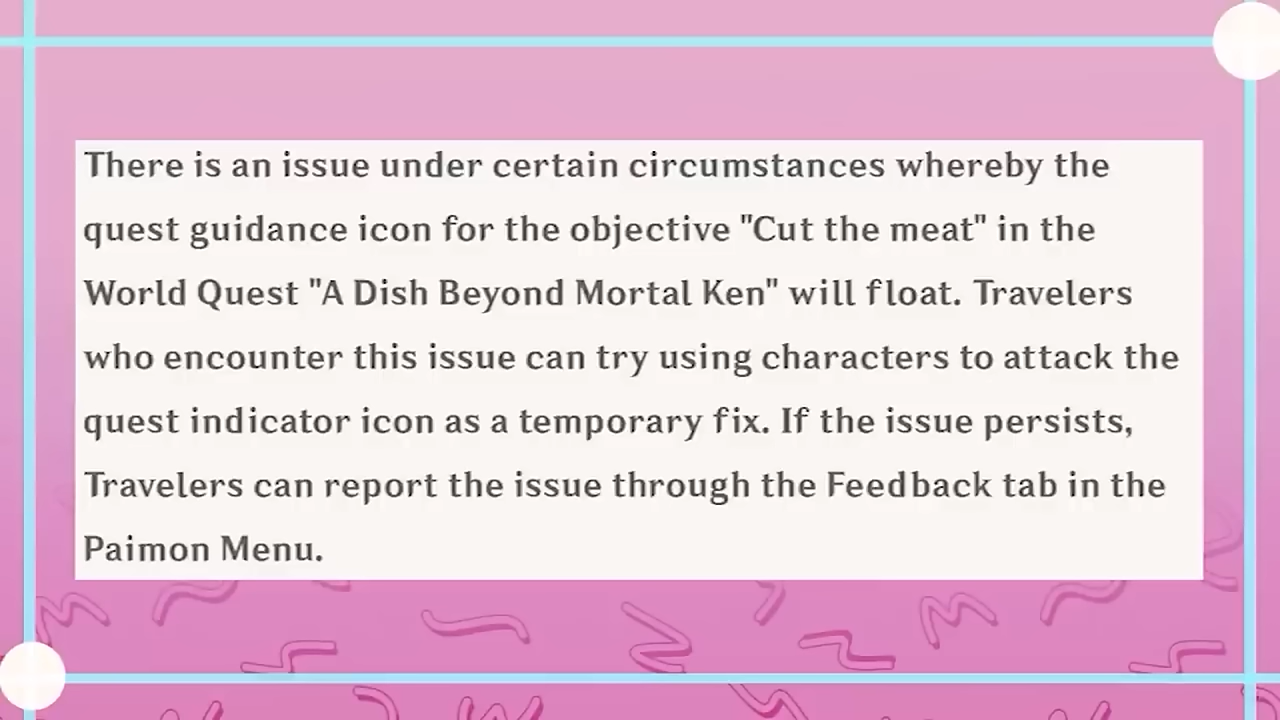 There is an issue under certain circumstances whereby the
quest guidance icon for the objective "Cut the meat" in the
World Quest "A Dish Beyond Mortal Ken" will float. Travelers
who encounter this issue can try using characters to attack the
quest indicator icon as a temporary fix. If the issue persists,
Travelers can report the issue through the Feedback tab in the
Paimon Menu.